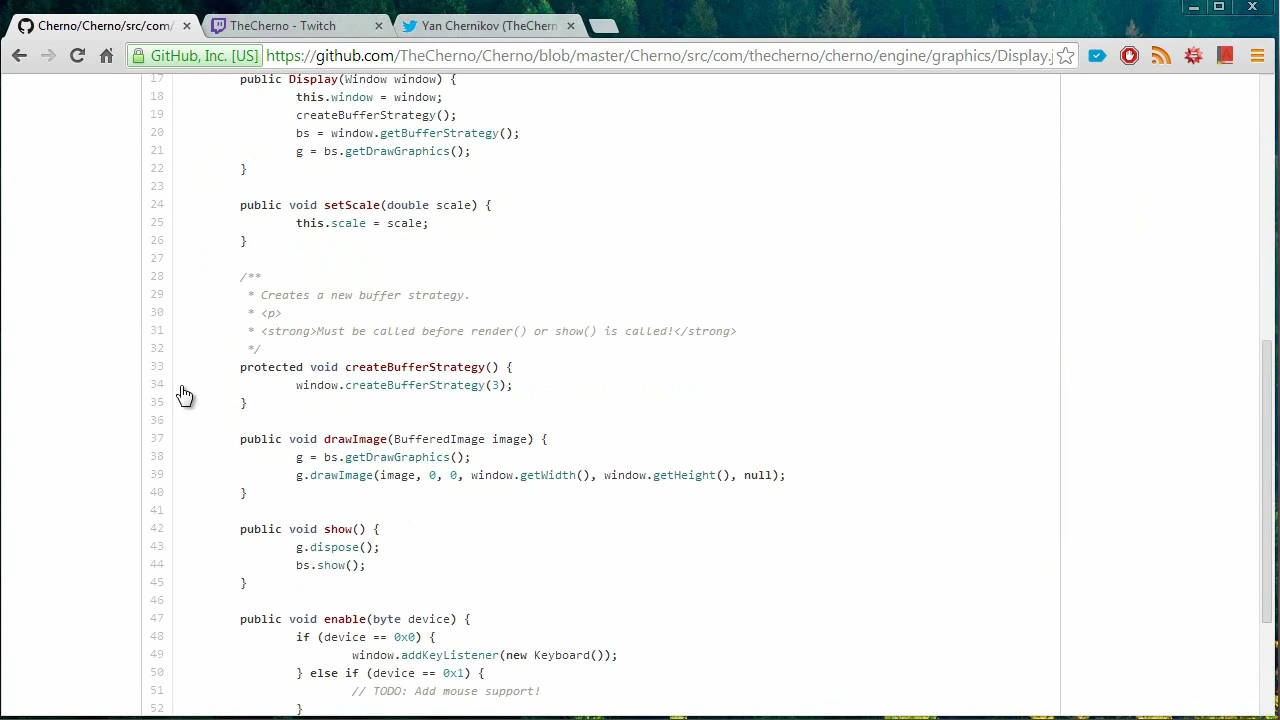 Cherno/Cherno/src/com/
TheCherno - Twitch
Yan Chernikov (TheChern
GitHub, Inc. [US]
https://github.com/TheCherno/Cherno/blob/master/Cherno/src/com/thecherno/cherno/engine/graphics/Display.j
17 public Display(Window window) {
18 this.window = window;
19 createBufferStrategy();
20 bs = window.getBufferStrategy();
21 g = bs.getDrawGraphics();
22 }
23
24 public void setScale(double scale) {
25 this.scale = scale;
26 }
27
28 /**
29 * Creates a new buffer strategy.
30 * <p>
31 * <strong>Must be called before render() or show() is called!</strong>
32 */
33 protected void createBufferStrategy() {
34 window.createBufferStrategy(3);
35 }
36
37 public void drawImage(BufferedImage image) {
38 g = bs.getDrawGraphics();
39 g.drawImage(image, 0, 0, window.getWidth(), window.getHeight(), null);
40 }
41
42 public void show() {
43 g.dispose();
44 bs.show();
45 }
46
47 public void enable(byte device) {
48 if (device == 0x0) {
49 window.addKeyListener(new Keyboard());
50 } else if (device == 0x1) {
51 // TODO: Add mouse support!
52 }